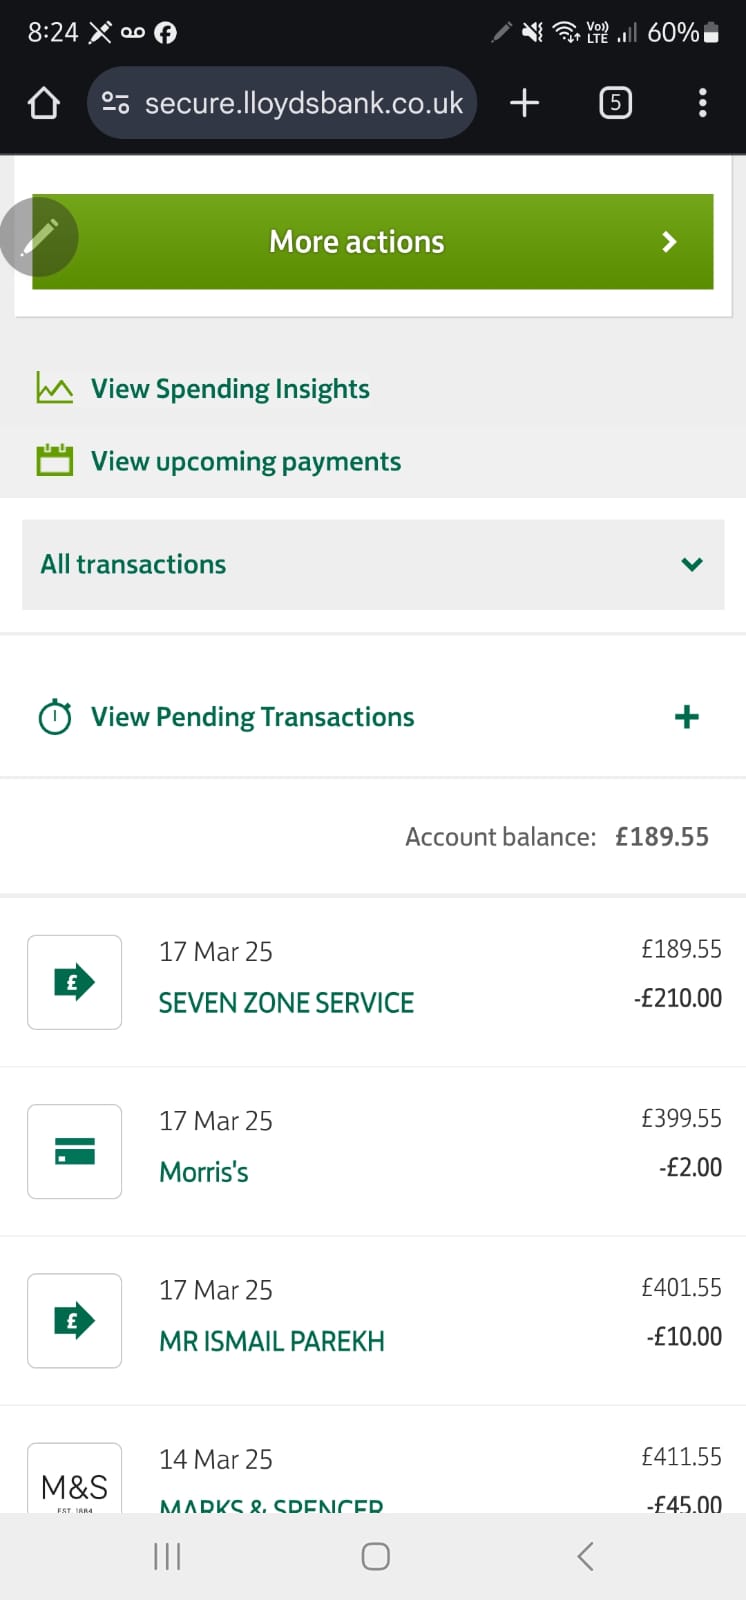 8:24
Vo))
LTE
60%
secure.lloydsbank.co.uk
5
More actions
View Spending Insights
View upcoming payments
All transactions
View Pending Transactions
Account balance: £189.55
17 Mar 25 £189.55
£
SEVEN ZONE SERVICE -£210.00
17 Mar 25 £399.55
Morris's -£2.00
17 Mar 25 £401.55
£
MR ISMAIL PAREKH -£10.00
14 Mar 25 £411.55
M&S
EST. 1884
MARKS & SPENCER -£45.00